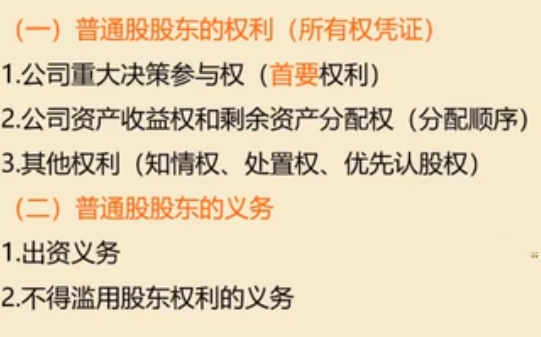 （一）普通股股东的权利（所有权凭证）
1.公司重大决策参与权（首要权利）
2.公司资产收益权和剩余资产分配权（分配顺序）
3.其他权利（知情权、处置权、优先认股权）
（二）普通股股东的义务
1.出资义务
2.不得滥用股东权利的义务